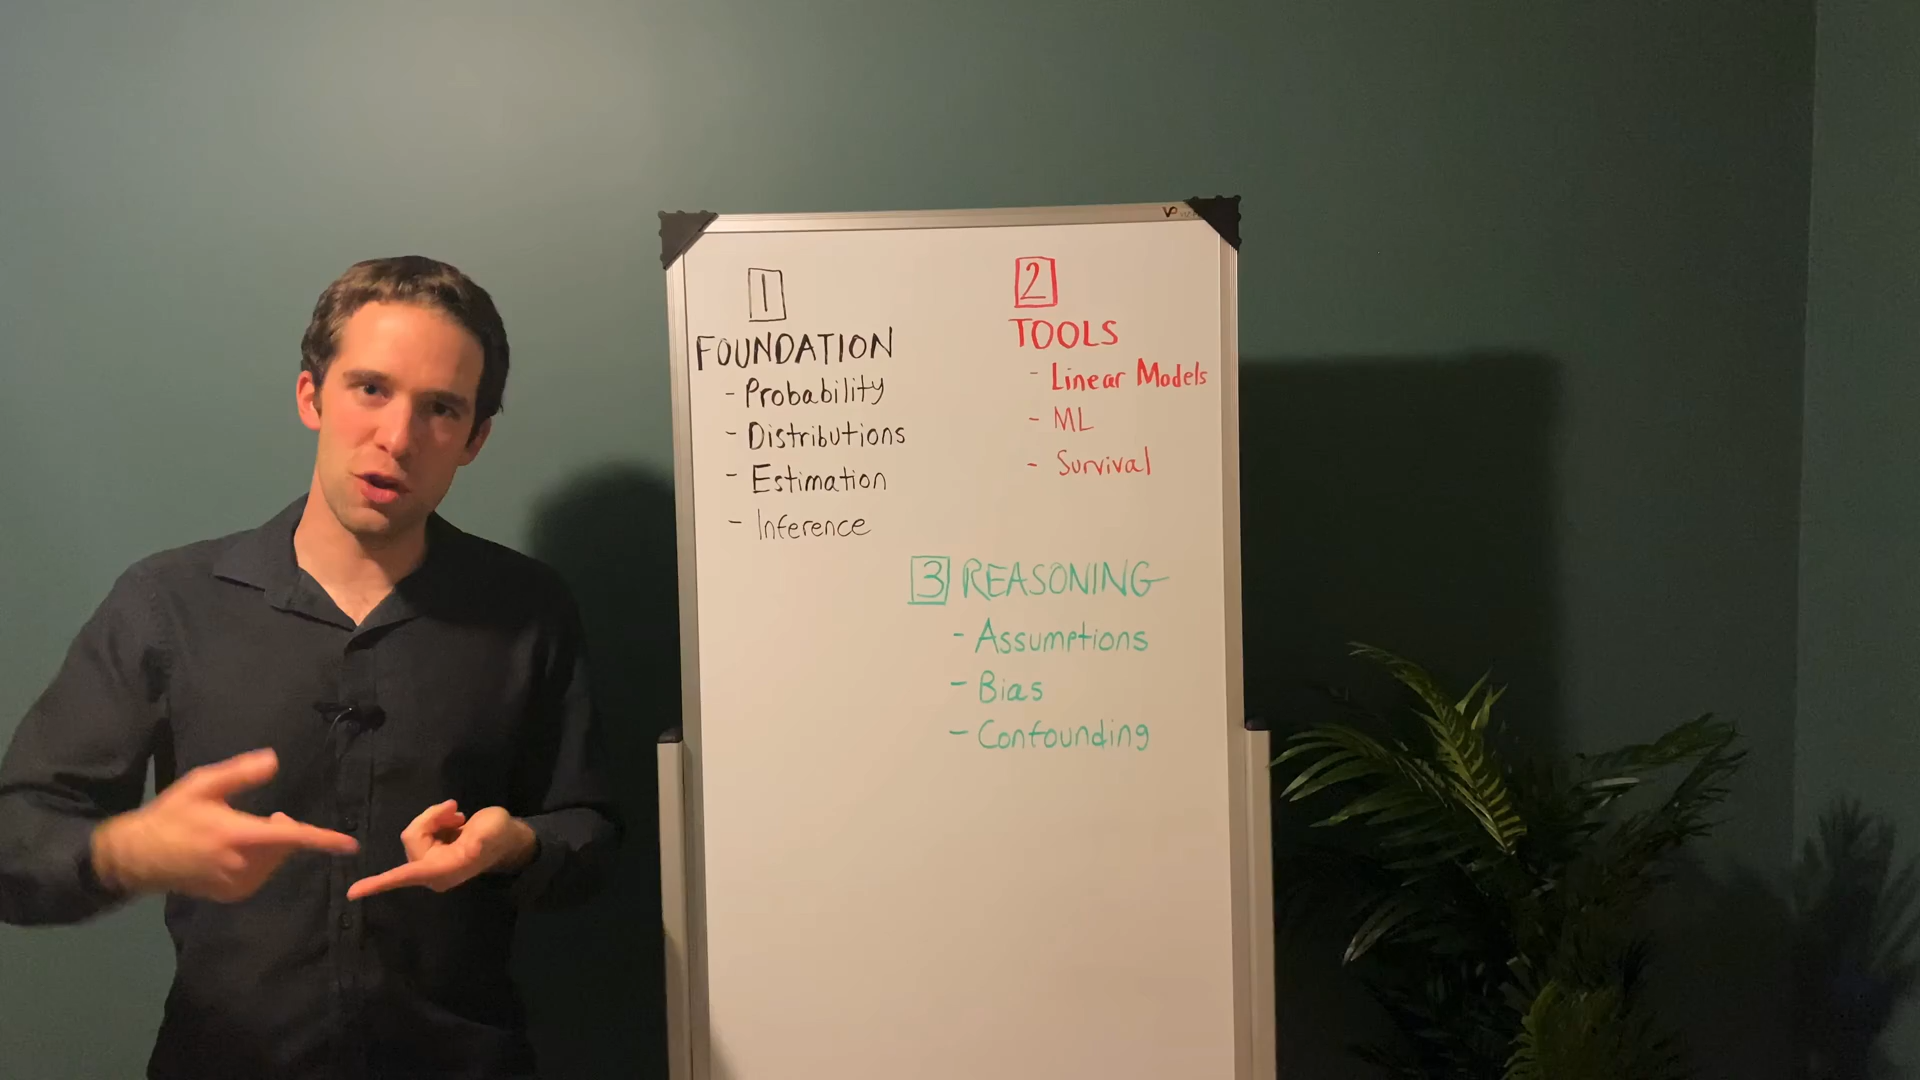 1
FOUNDATION
- Probability
- Distributions
- Estimation
- Inference
2
TOOLS
- Linear Models
- ML
- Survival
3 REASONING
- Assumptions
- Bias
- Confounding